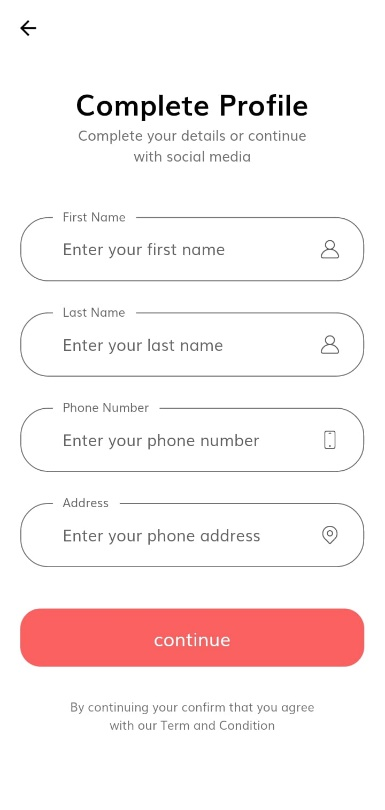 Complete Profile
Complete your details or continue
with social media
First Name
Enter your first name
Last Name
Enter your last name
Phone Number
Enter your phone number
Address
Enter your phone address
continue
By continuing your confirm that you agree
with our Term and Condition